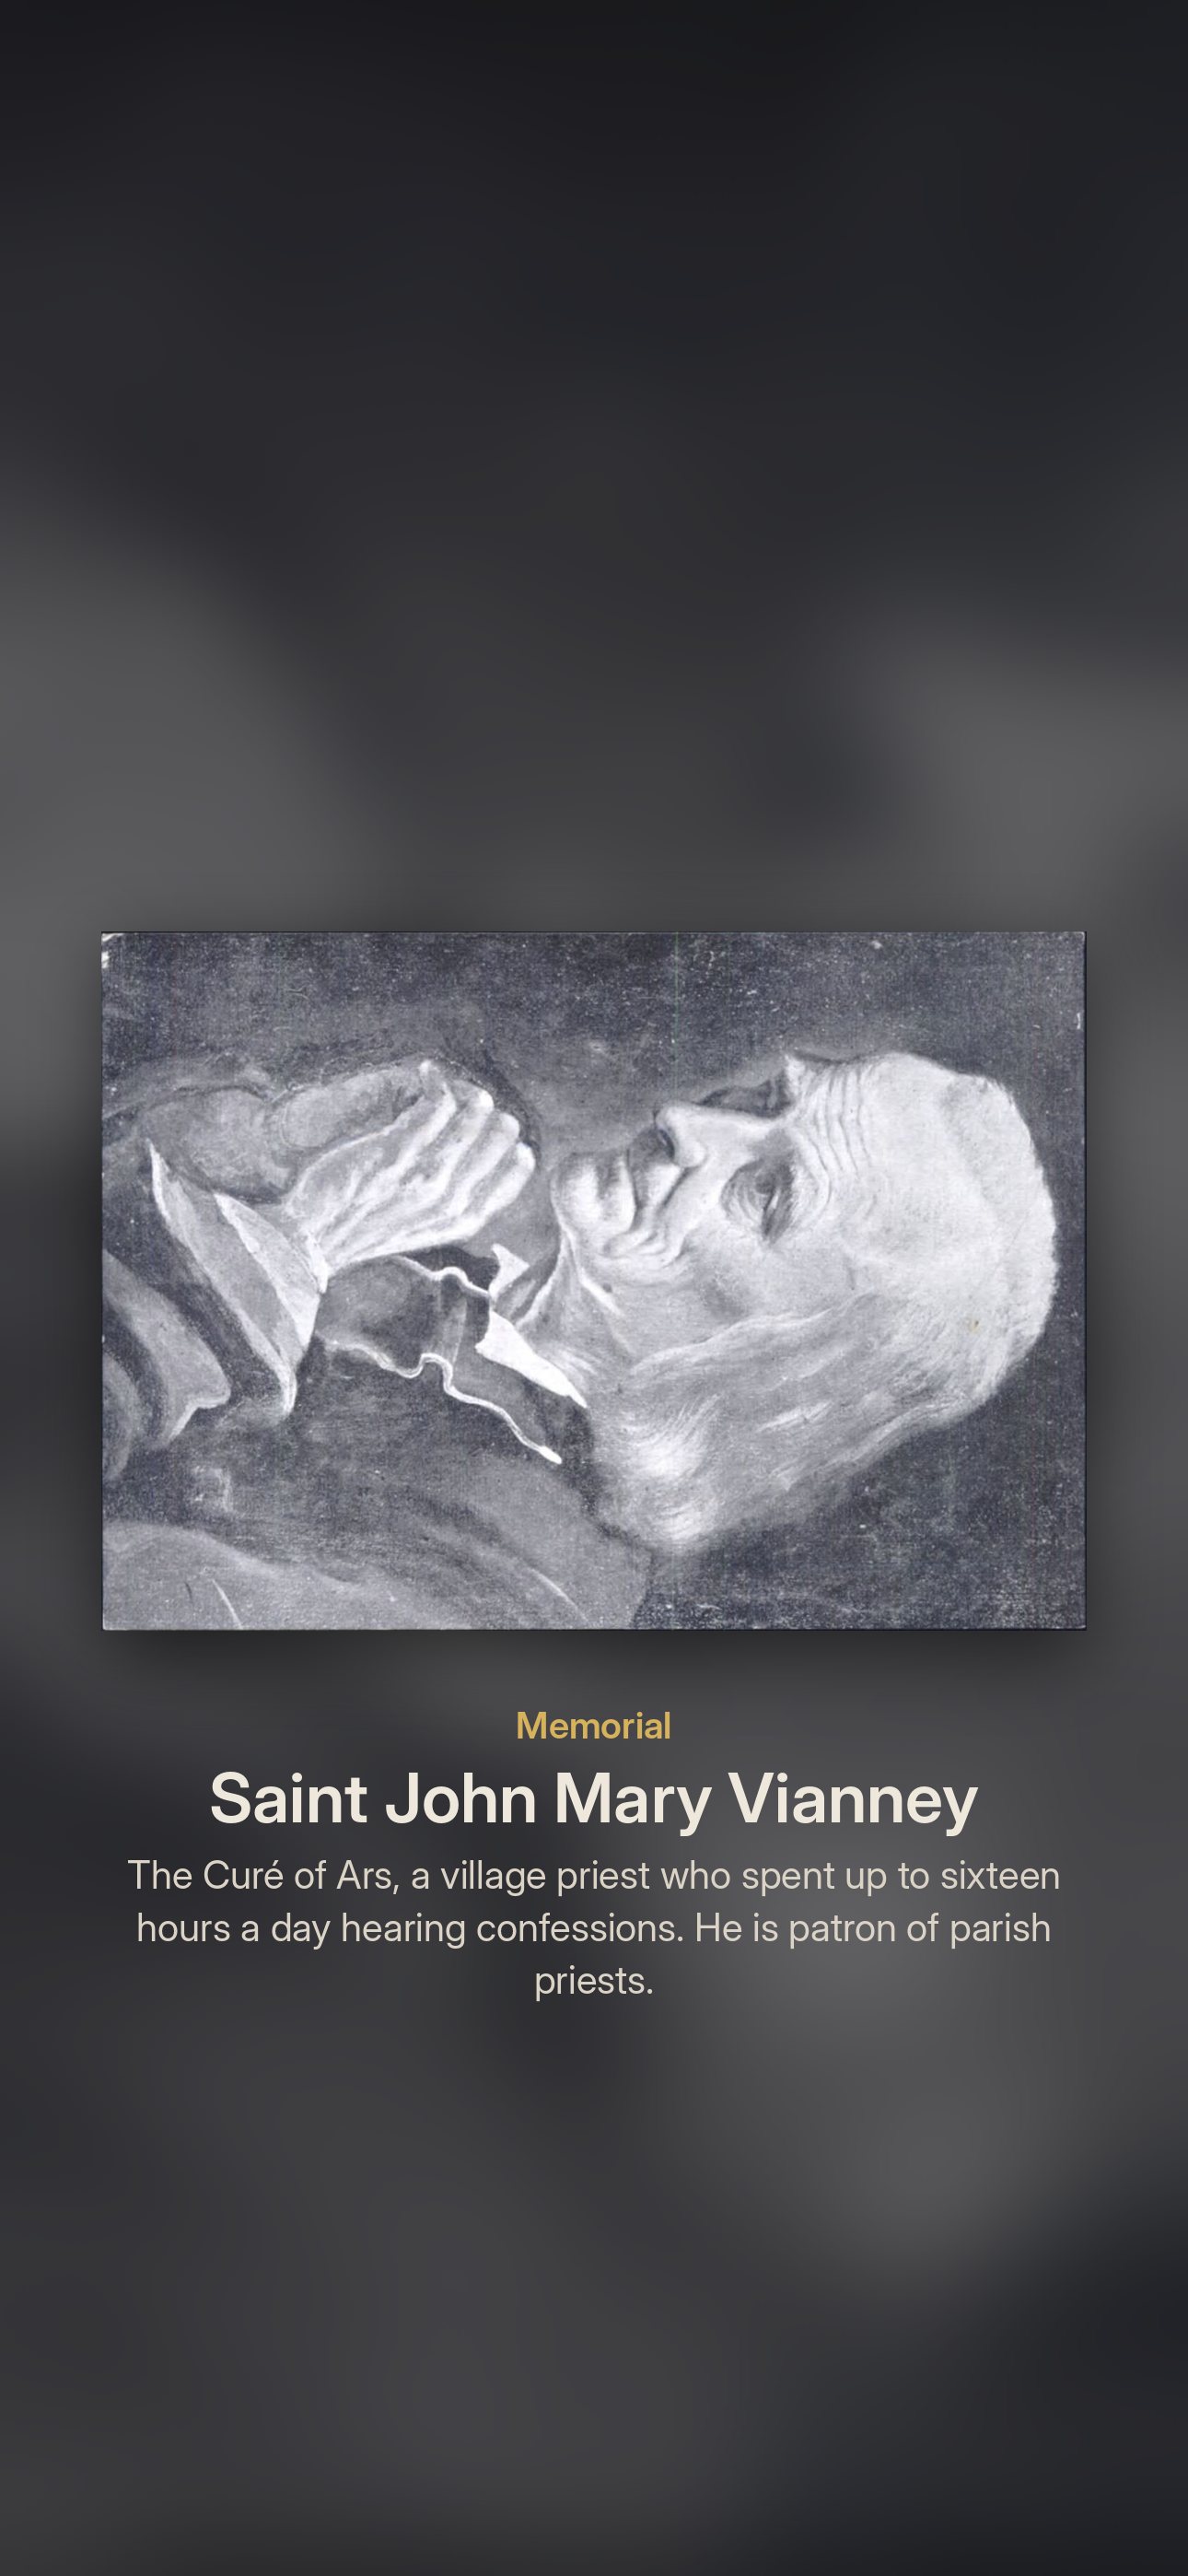 Memorial
Saint John Mary Vianney
The Curé of Ars, a village priest who spent up to sixteen
hours a day hearing confessions. He is patron of parish
priests.